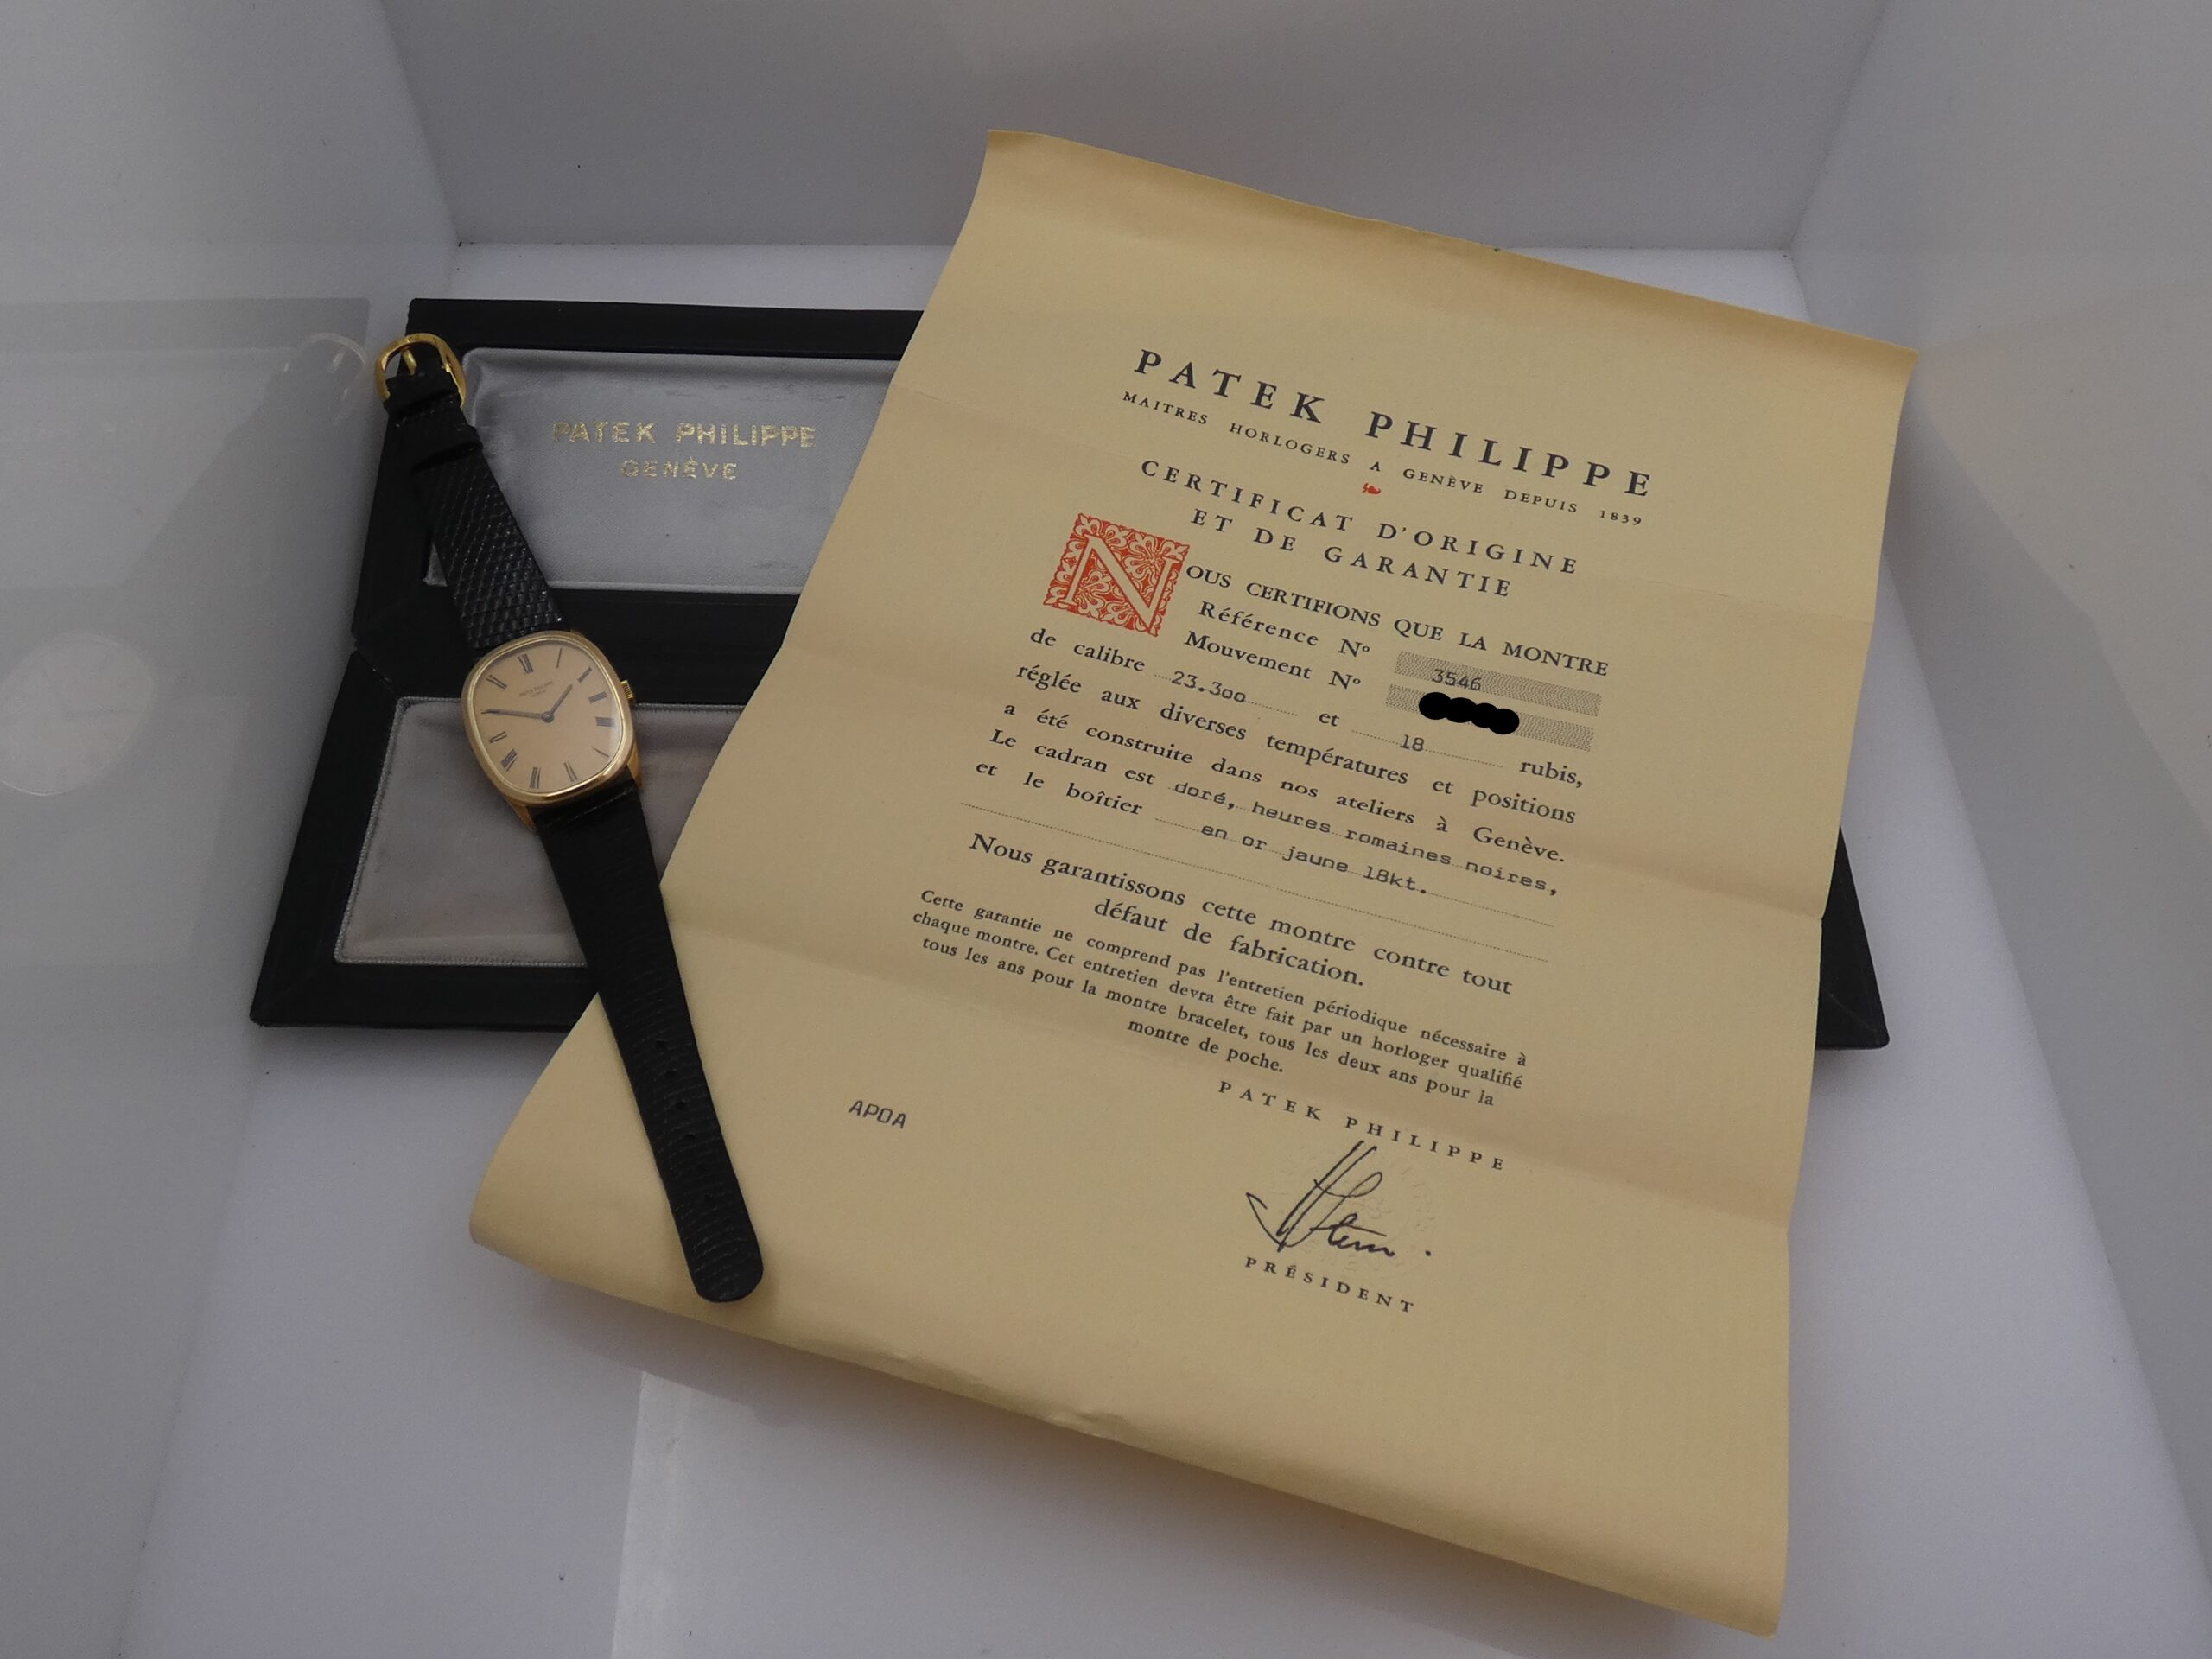 PATEK PHILIPPE
GENÈVE
PATEK PHILIPPE
MAITRES HORLOGERS A GENÈVE DEPUIS 1839
CERTIFICAT D'ORIGINE
ET DE GARANTIE
NOUS CERTIFIONS QUE LA MONTRE
Référence Nº 3546
Mouvement Nº
de calibre 23.300 et 18 rubis,
réglée aux diverses températures et positions
a été construite dans nos ateliers à Genève.
Le cadran est doré, heures romaines noires,
et le boîtier en or jaune 18kt.
Nous garantissons cette montre contre tout
défaut de fabrication.
Cette garantie ne comprend pas l'entretien périodique nécessaire à
chaque montre. Cet entretien devra être fait par un horloger qualifié
tous les ans pour la montre bracelet, tous les deux ans pour la
montre de poche.
PATEK PHILIPPE
APOA
Stern.
PRÉSIDENT